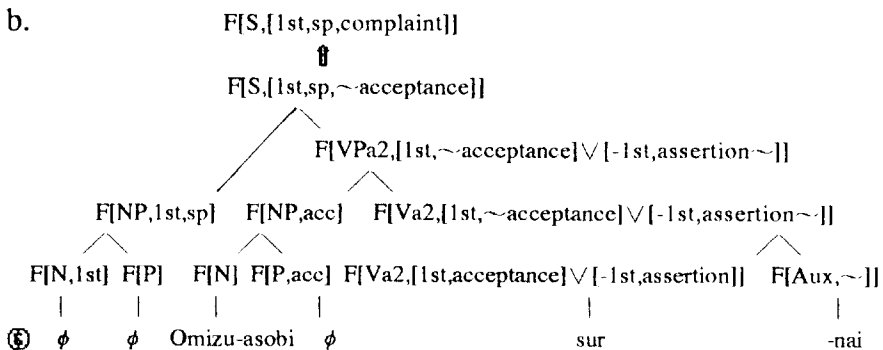 b. F[S,[1st,sp,complaint]]
⇑
F[S,[1st,sp,~acceptance]]
F[VPa2,[1st,~acceptance]∨[-1st,assertion~]]
F[NP,1st,sp] F[NP,acc] F[Va2,[1st,~acceptance]∨[-1st,assertion~]]
F[N,1st] F[P] F[N] F[P,acc] F[Va2,[1st,acceptance]∨[-1st,assertion]] F[Aux,~]]
ϕ ϕ Omizu-asobi ϕ sur -nai